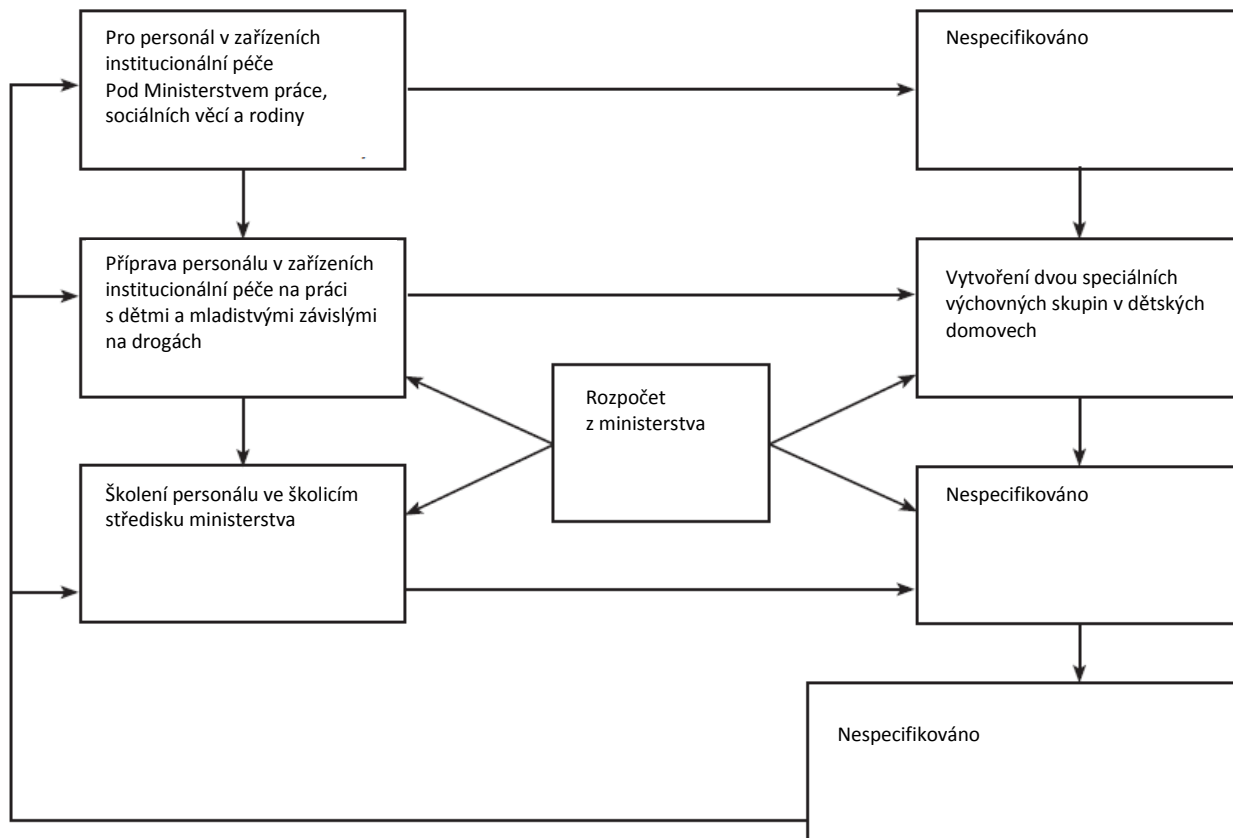 Pro personál v zařízeních
institucionální péče
Pod Ministerstvem práce,
sociálních věcí a rodiny
Nespecifikováno
Příprava personálu v zařízeních
institucionální péče na práci
s dětmi a mladistvými závislými
na drogách
Vytvoření dvou speciálních
výchovných skupin v dětských
domovech
Rozpočet
z ministerstva
Školení personálu ve školicím
středisku ministerstva
Nespecifikováno
Nespecifikováno